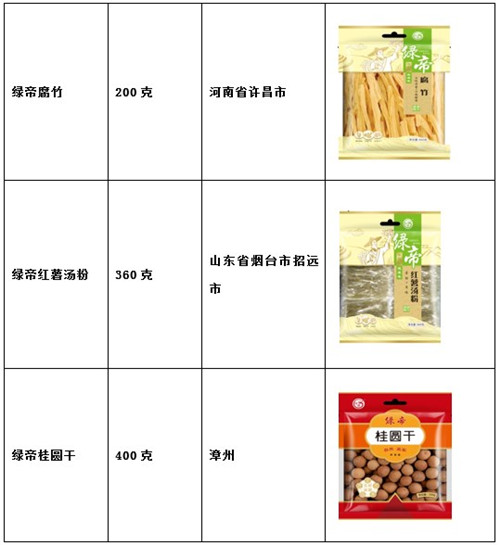 绿帝腐竹
200 克
河南省许昌市
绿帝
腐竹
绿帝红薯汤粉
360 克
山东省烟台市招远
市
绿帝
红薯汤粉
绿帝桂圆干
400 克
漳州
绿帝
桂圆干